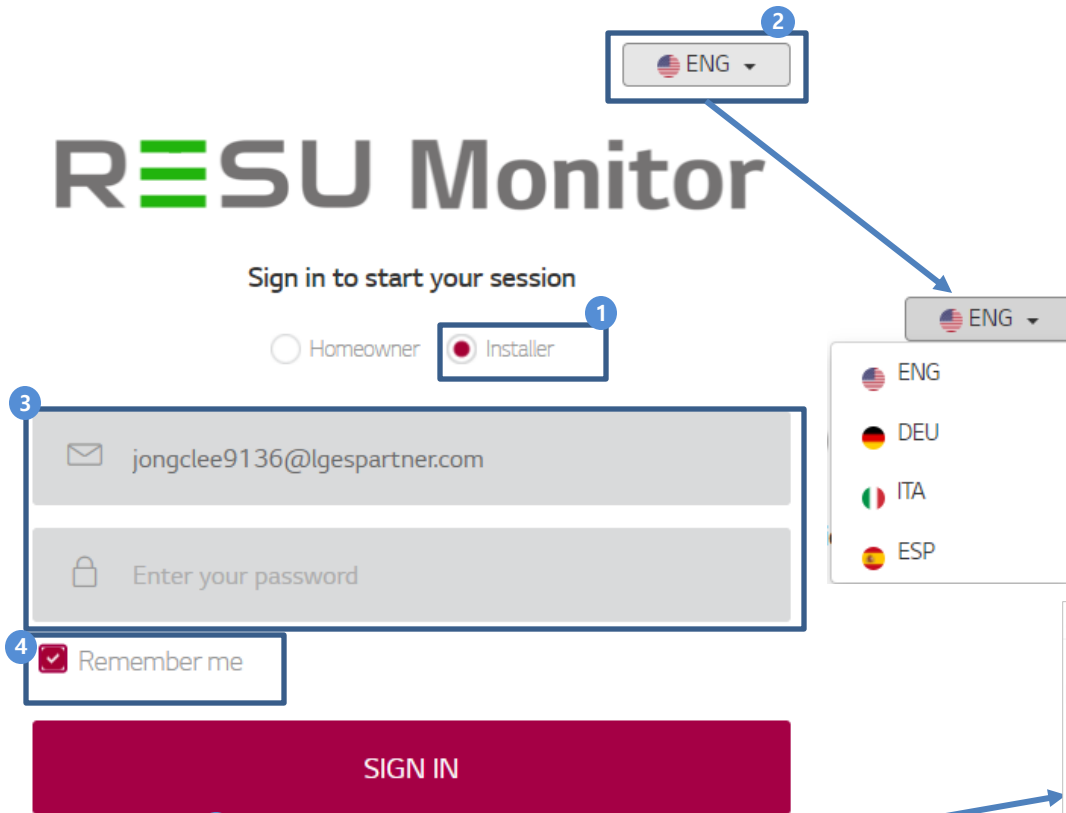 2
ENG
RESU Monitor
Sign in to start your session
1
Homeowner
Installer
ENG
ENG
DEU
ITA
ESP
3
jongclee9136@lgespartner.com
Enter your password
4
Remember me
SIGN IN